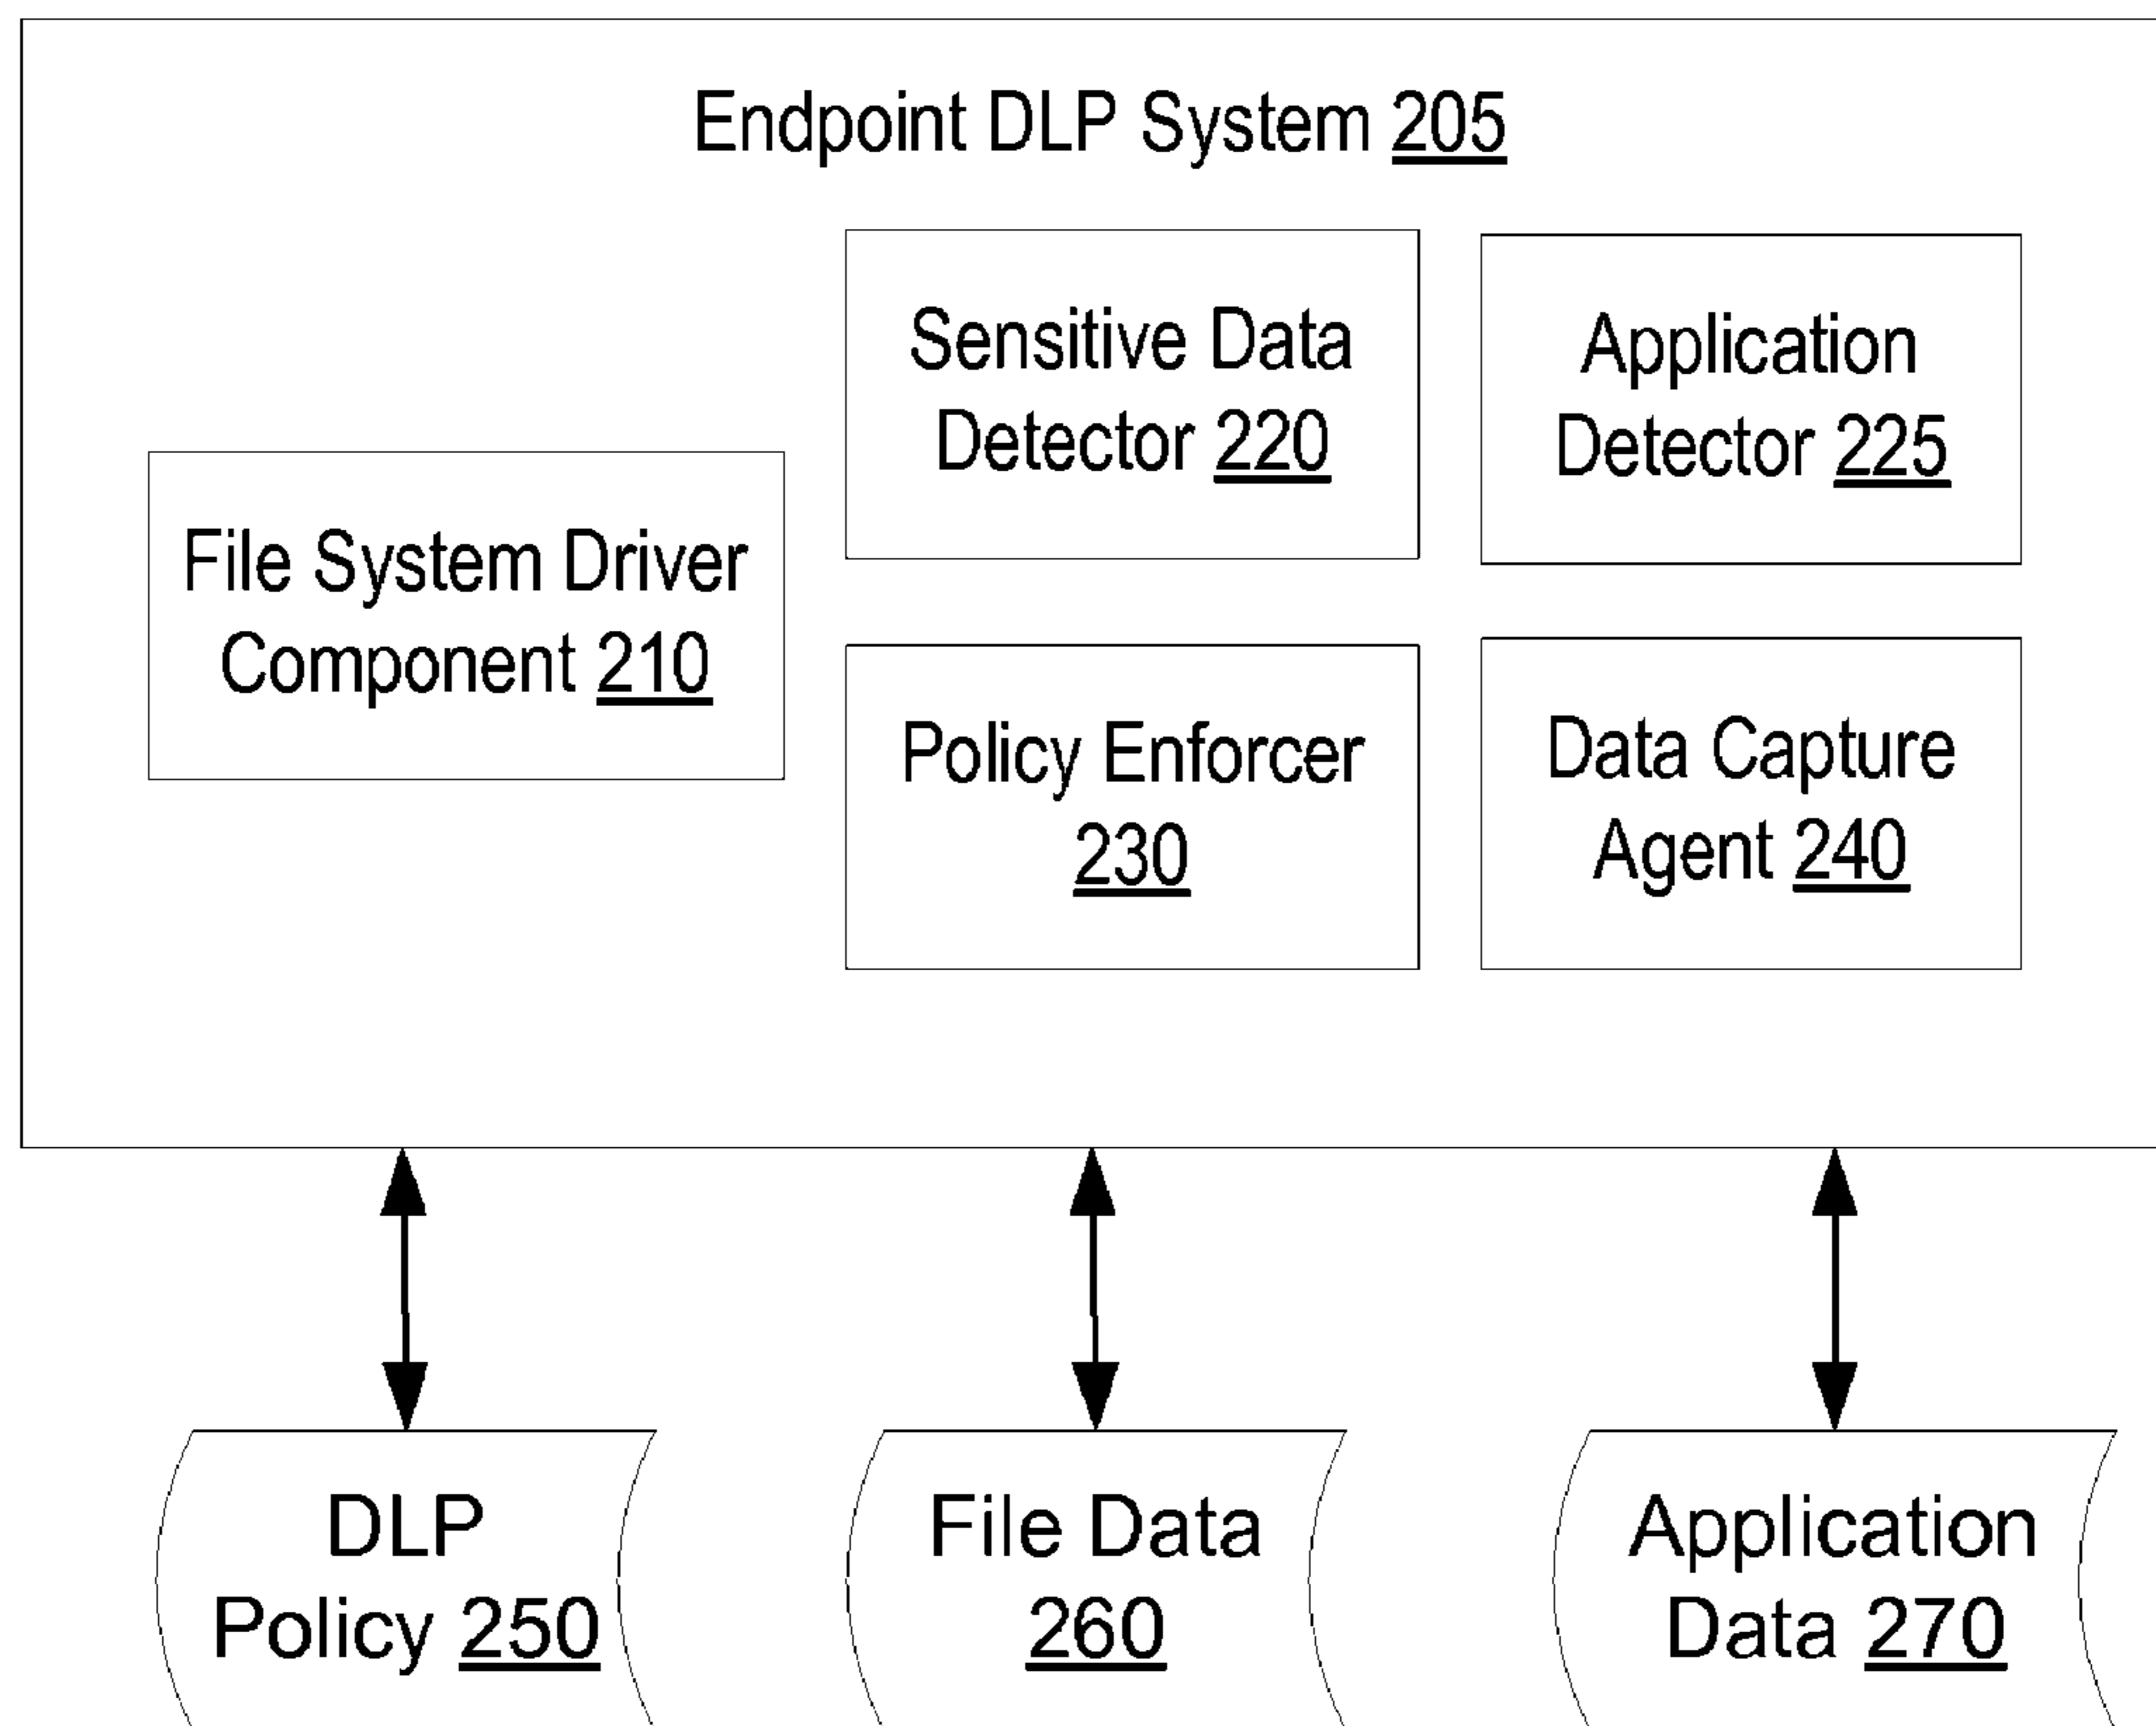 Endpoint DLP System 205
Sensitive Data
Detector 220
Application
Detector 225
File System Driver
Component 210
Policy Enforcer
230
Data Capture
Agent 240
DLP
Policy 250
File Data
260
Application
Data 270